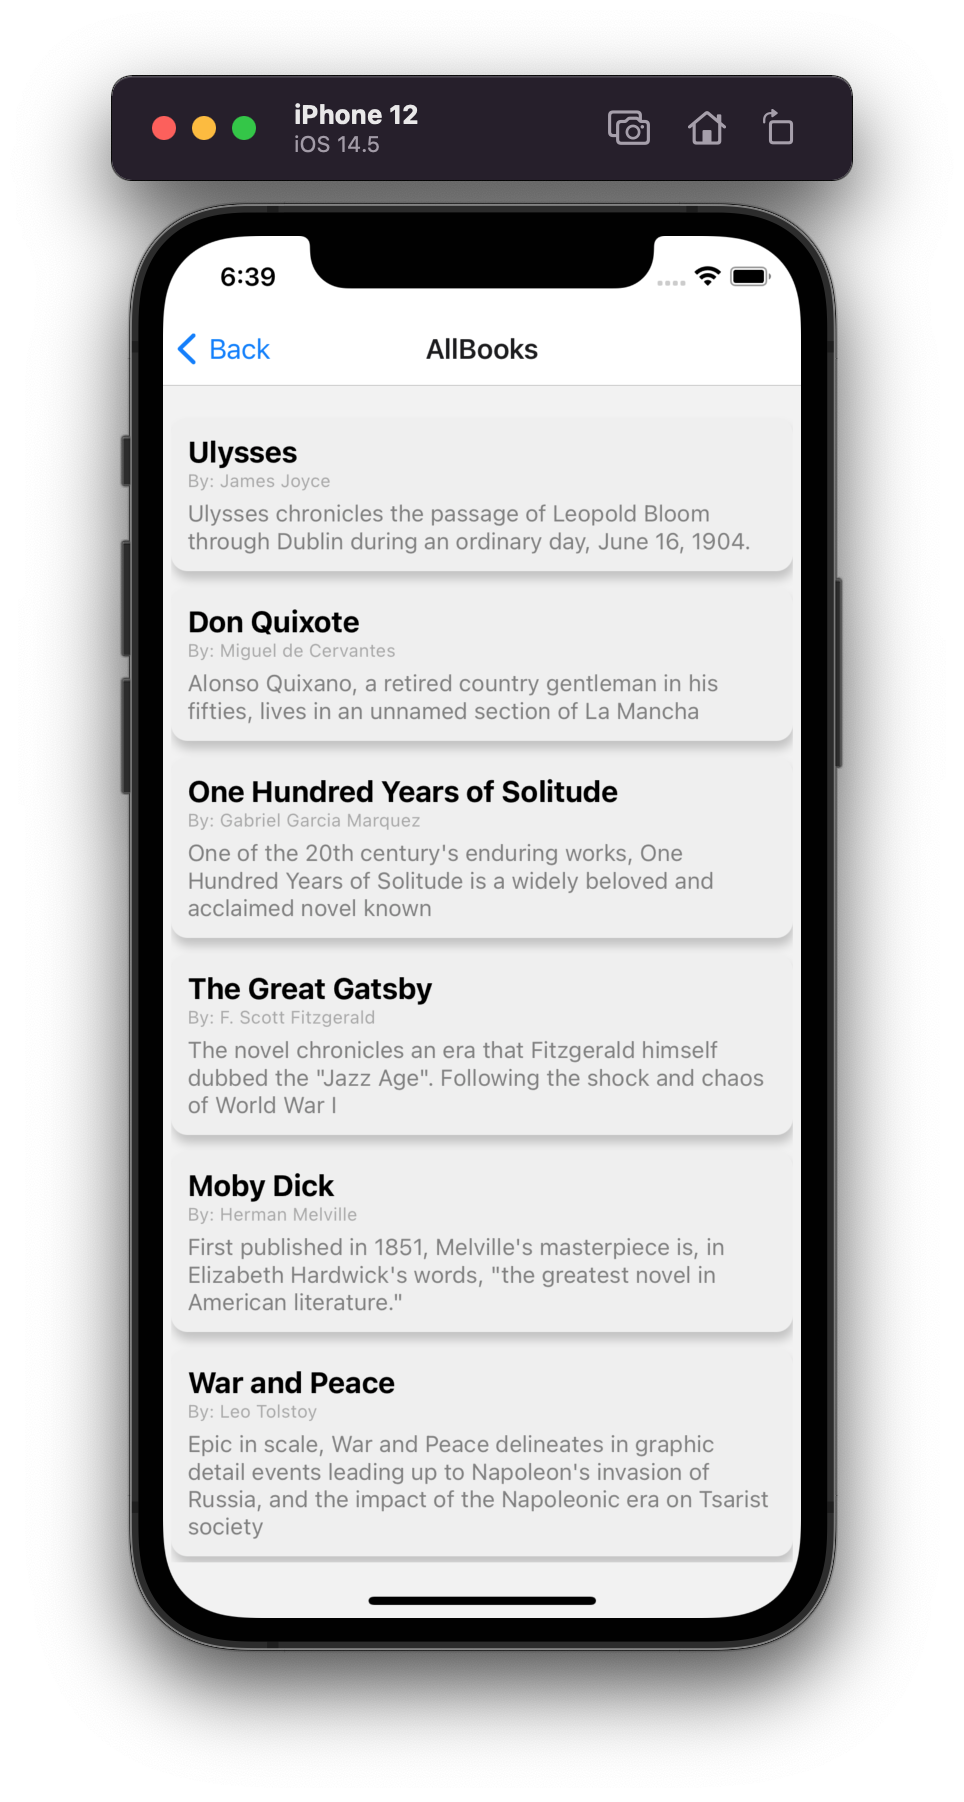 iPhone 12
iOS 14.5
6:39
Back
AllBooks
Ulysses
By: James Joyce
Ulysses chronicles the passage of Leopold Bloom
through Dublin during an ordinary day, June 16, 1904.
Don Quixote
By: Miguel de Cervantes
Alonso Quixano, a retired country gentleman in his
fifties, lives in an unnamed section of La Mancha
One Hundred Years of Solitude
By: Gabriel Garcia Marquez
One of the 20th century's enduring works, One
Hundred Years of Solitude is a widely beloved and
acclaimed novel known
The Great Gatsby
By: F. Scott Fitzgerald
The novel chronicles an era that Fitzgerald himself
dubbed the "Jazz Age". Following the shock and chaos
of World War I
Moby Dick
By: Herman Melville
First published in 1851, Melville's masterpiece is, in
Elizabeth Hardwick's words, "the greatest novel in
American literature."
War and Peace
By: Leo Tolstoy
Epic in scale, War and Peace delineates in graphic
detail events leading up to Napoleon's invasion of
Russia, and the impact of the Napoleonic era on Tsarist
society